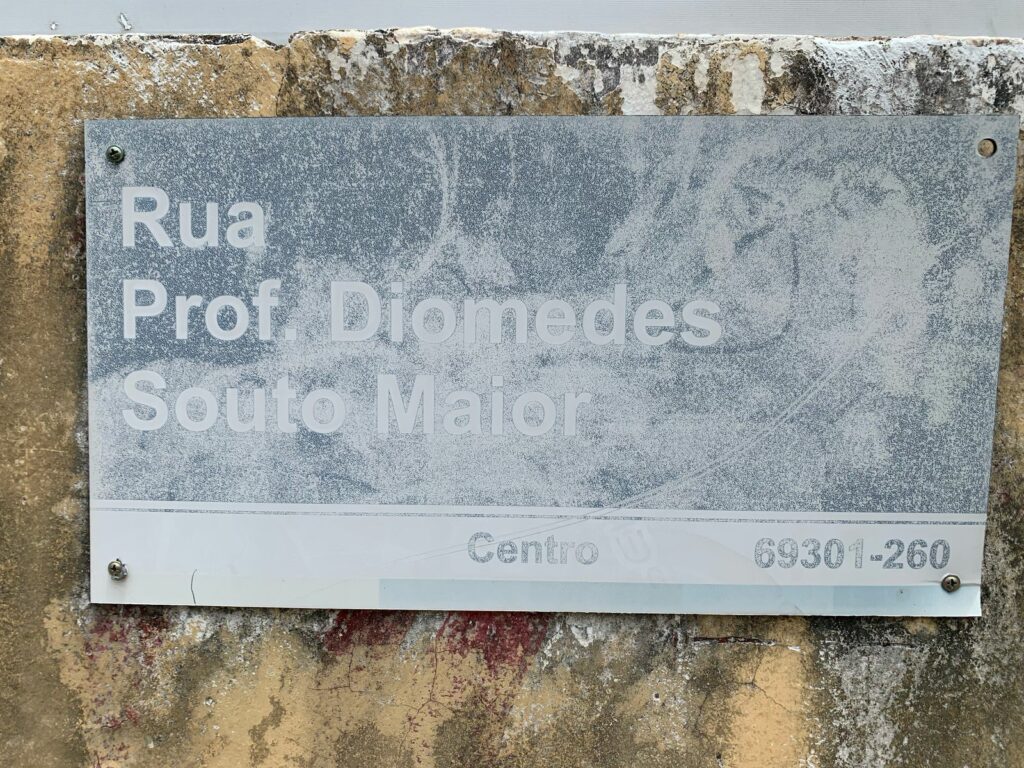 Rua
Prof. Diomedes
Souto Maior
Centro 69301-260